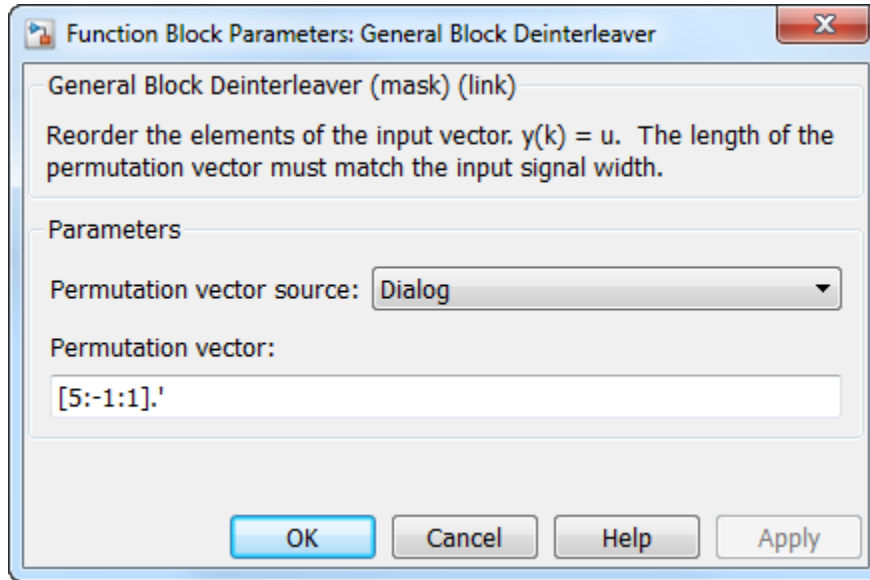 Function Block Parameters: General Block Deinterleaver
General Block Deinterleaver (mask) (link)
Reorder the elements of the input vector. y(k) = u.  The length of the
permutation vector must match the input signal width.
Parameters
Permutation vector source: Dialog
Permutation vector:
[5:-1:1].'
OK Cancel Help Apply